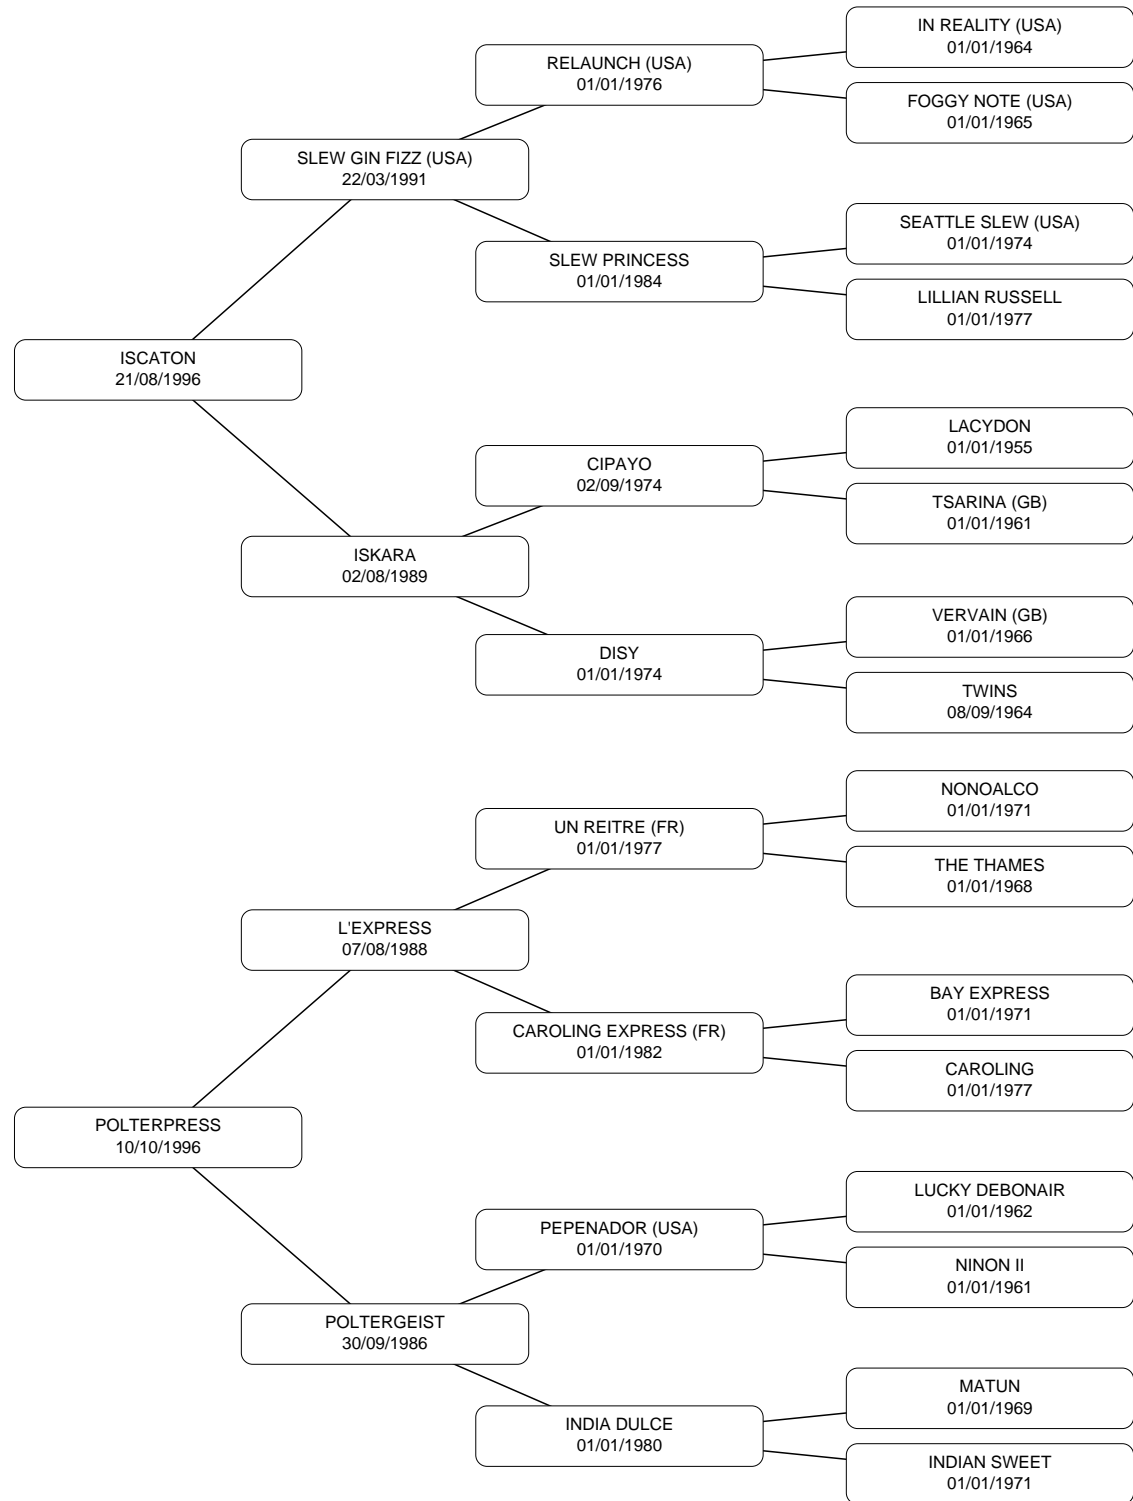 IN REALITY (USA)
01/01/1964
RELAUNCH (USA)
01/01/1976
FOGGY NOTE (USA)
01/01/1965
SLEW GIN FIZZ (USA)
22/03/1991
SEATTLE SLEW (USA)
01/01/1974
SLEW PRINCESS
01/01/1984
LILLIAN RUSSELL
01/01/1977
ISCATON
21/08/1996
LACYDON
01/01/1955
CIPAYO
02/09/1974
TSARINA (GB)
01/01/1961
ISKARA
02/08/1989
VERVAIN (GB)
01/01/1966
DISY
01/01/1974
TWINS
08/09/1964
NONOALCO
01/01/1971
UN REITRE (FR)
01/01/1977
THE THAMES
01/01/1968
L'EXPRESS
07/08/1988
BAY EXPRESS
01/01/1971
CAROLING EXPRESS (FR)
01/01/1982
CAROLING
01/01/1977
POLTERPRESS
10/10/1996
LUCKY DEBONAIR
01/01/1962
PEPENADOR (USA)
01/01/1970
NINON II
01/01/1961
POLTERGEIST
30/09/1986
MATUN
01/01/1969
INDIA DULCE
01/01/1980
INDIAN SWEET
01/01/1971